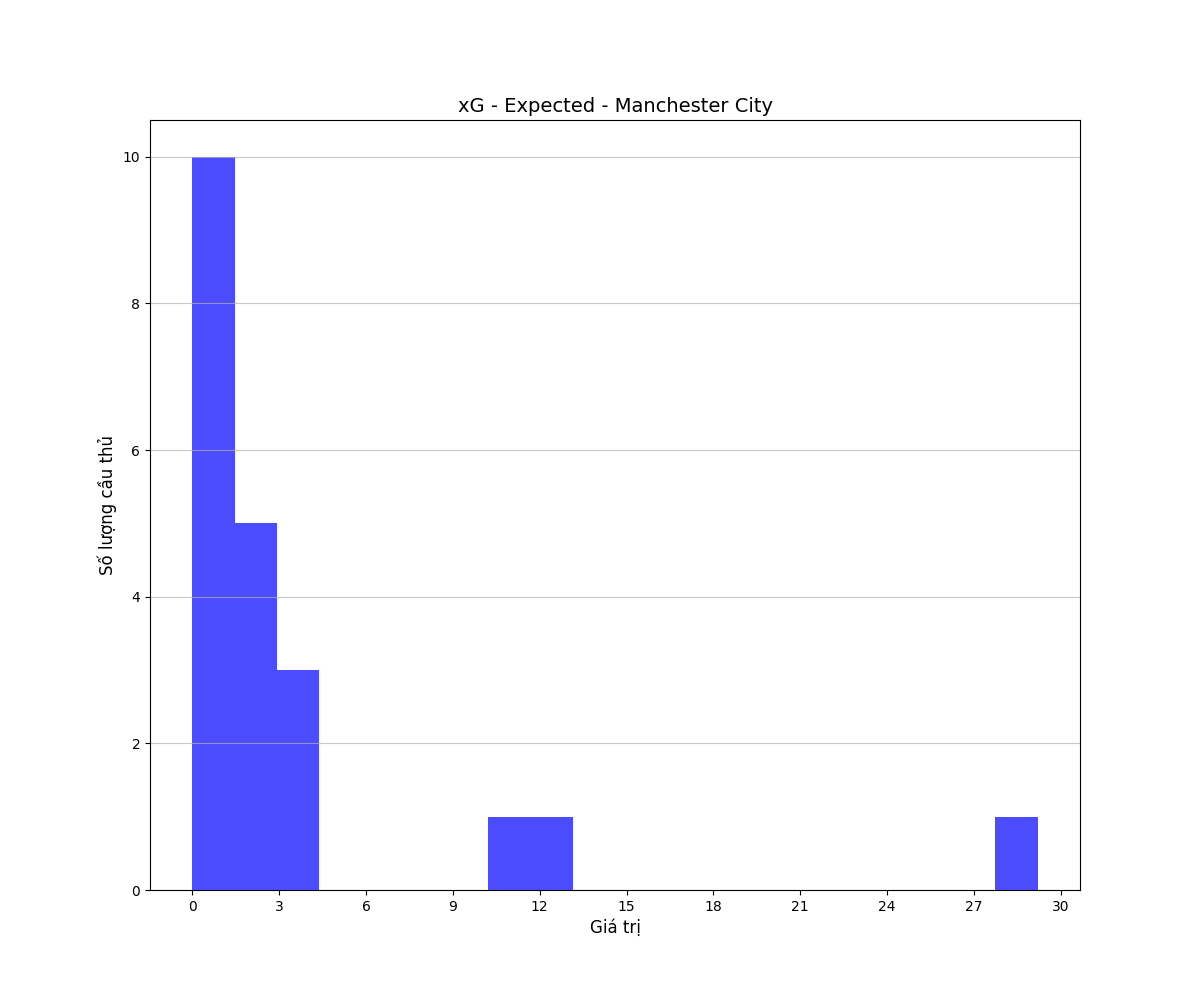 xG - Expected - Manchester City
10
8
6
4
2
0
Số lượng cầu thủ
0 3 6 9 12 15 18 21 24 27 30
Giá trị